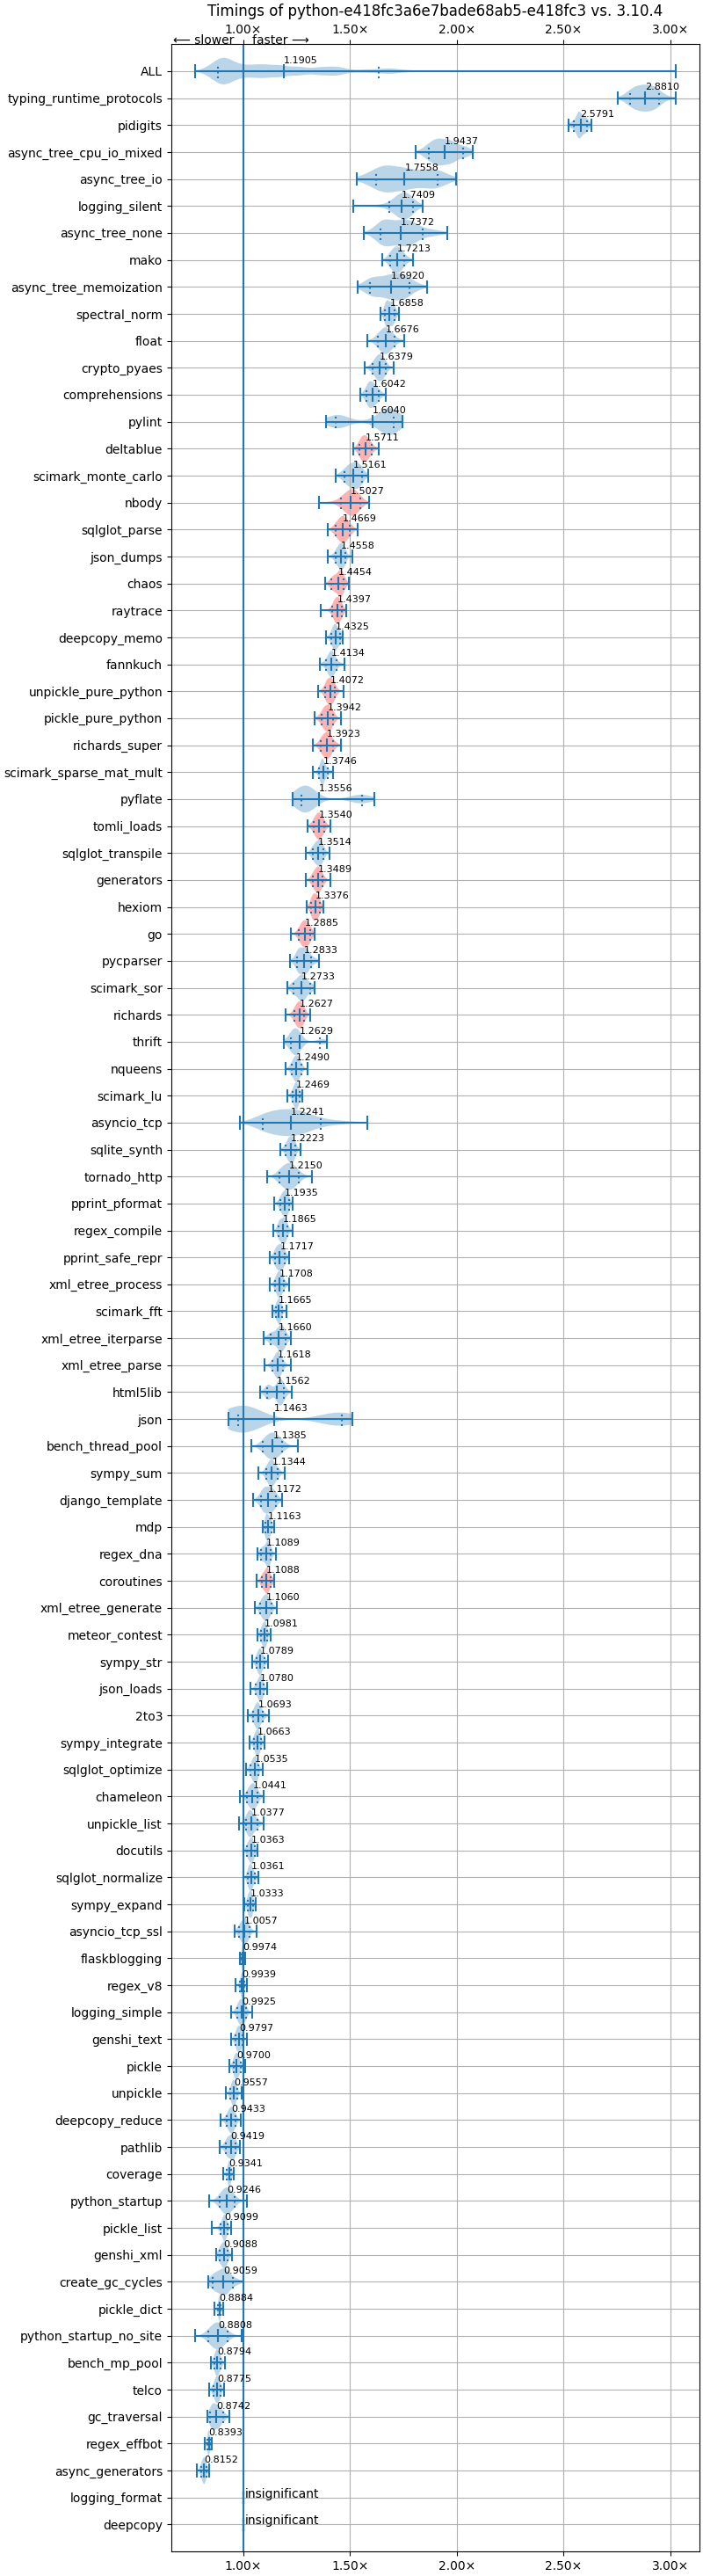 Timings of python-e418fc3a6e7bade68ab5-e418fc3 vs. 3.10.4
⟵ slower faster ⟶
1.00× 1.50× 2.00× 2.50× 3.00×
ALL 1.1905
typing_runtime_protocols 2.8810
pidigits 2.5791
async_tree_cpu_io_mixed 1.9437
async_tree_io 1.7558
logging_silent 1.7409
async_tree_none 1.7372
mako 1.7213
async_tree_memoization 1.6920
spectral_norm 1.6858
float 1.6676
crypto_pyaes 1.6379
comprehensions 1.6042
pylint 1.6040
deltablue 1.5711
scimark_monte_carlo 1.5161
nbody 1.5027
sqlglot_parse 1.4669
json_dumps 1.4558
chaos 1.4454
raytrace 1.4397
deepcopy_memo 1.4325
fannkuch 1.4134
unpickle_pure_python 1.4072
pickle_pure_python 1.3942
richards_super 1.3923
scimark_sparse_mat_mult 1.3746
pyflate 1.3556
tomli_loads 1.3540
sqlglot_transpile 1.3514
generators 1.3489
hexiom 1.3376
go 1.2885
pycparser 1.2833
scimark_sor 1.2733
richards 1.2627
thrift 1.2629
nqueens 1.2490
scimark_lu 1.2469
asyncio_tcp 1.2241
sqlite_synth 1.2223
tornado_http 1.2150
pprint_pformat 1.1935
regex_compile 1.1865
pprint_safe_repr 1.1717
xml_etree_process 1.1708
scimark_fft 1.1665
xml_etree_iterparse 1.1660
xml_etree_parse 1.1618
html5lib 1.1562
json 1.1463
bench_thread_pool 1.1385
sympy_sum 1.1344
django_template 1.1172
mdp 1.1163
regex_dna 1.1089
coroutines 1.1088
xml_etree_generate 1.1060
meteor_contest 1.0981
sympy_str 1.0789
json_loads 1.0780
2to3 1.0693
sympy_integrate 1.0663
sqlglot_optimize 1.0535
chameleon 1.0441
unpickle_list 1.0377
docutils 1.0363
sqlglot_normalize 1.0361
sympy_expand 1.0333
asyncio_tcp_ssl 1.0057
flaskblogging 0.9974
regex_v8 0.9939
logging_simple 0.9925
genshi_text 0.9797
pickle 0.9700
unpickle 0.9557
deepcopy_reduce 0.9433
pathlib 0.9419
coverage 0.9341
python_startup 0.9246
pickle_list 0.9099
genshi_xml 0.9088
create_gc_cycles 0.9059
pickle_dict 0.8884
python_startup_no_site 0.8808
bench_mp_pool 0.8794
telco 0.8775
gc_traversal 0.8742
regex_effbot 0.8393
async_generators 0.8152
logging_format insignificant
deepcopy insignificant
1.00× 1.50× 2.00× 2.50× 3.00×